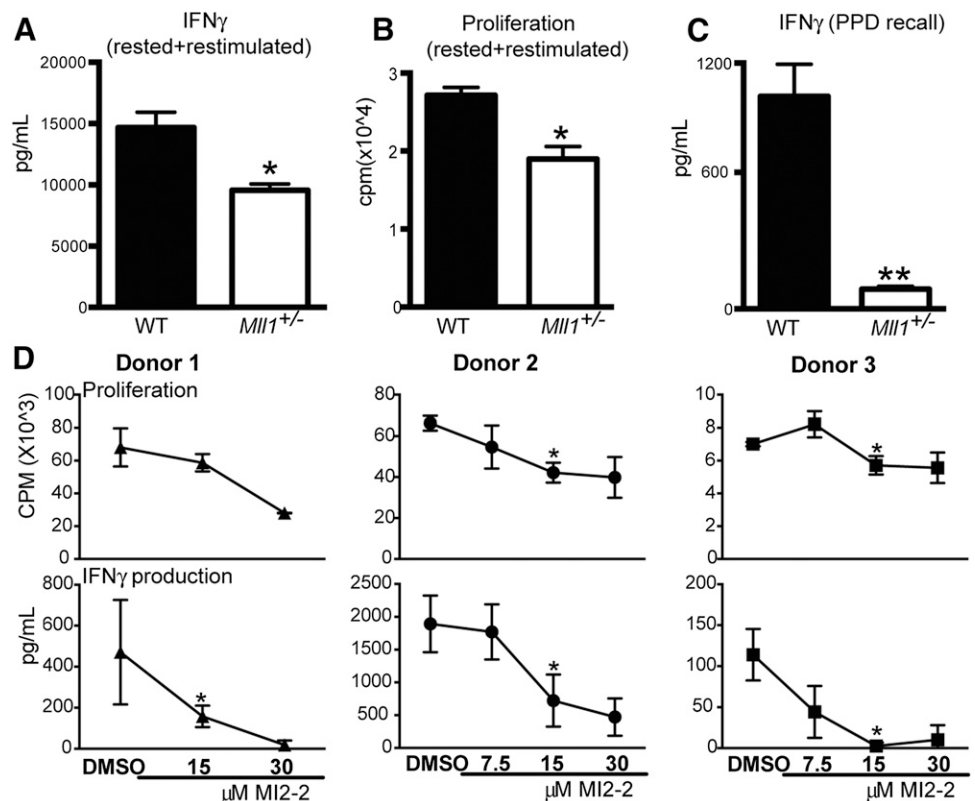 A
IFNγ
(rested+restimulated)
20000
15000
10000
5000
0
pg/mL
*
WT
Mll1+/-
B
Proliferation
(rested+restimulated)
3
2
1
0
cpm(x10^4)
*
WT
Mll1+/-
C
IFNγ (PPD recall)
1200
600
0
pg/mL
**
WT
Mll1+/-
D
Donor 1
Donor 2
Donor 3
Proliferation
CPM (X10^3)
100
80
60
40
20
0
80
60
40
20
0
*
10
8
6
4
2
0
*
IFNγ production
pg/mL
800
600
400
200
0
*
2500
2000
1500
1000
500
0
*
200
150
100
50
0
*
DMSO 15 30
μM MI2-2
DMSO 7.5 15 30
μM MI2-2
DMSO 7.5 15 30
μM MI2-2